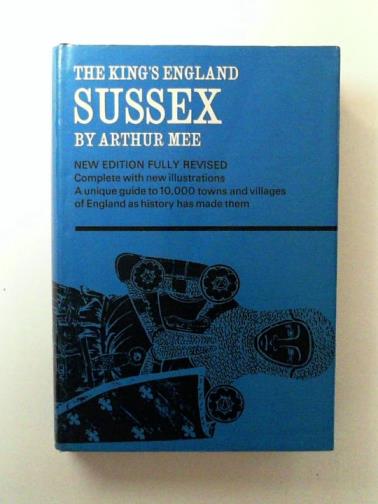 THE KING'S ENGLAND
SUSSEX
BY ARTHUR MEE
NEW EDITION FULLY REVISED
Complete with new illustrations
A unique guide to 10,000 towns and villages
of England as history has made them